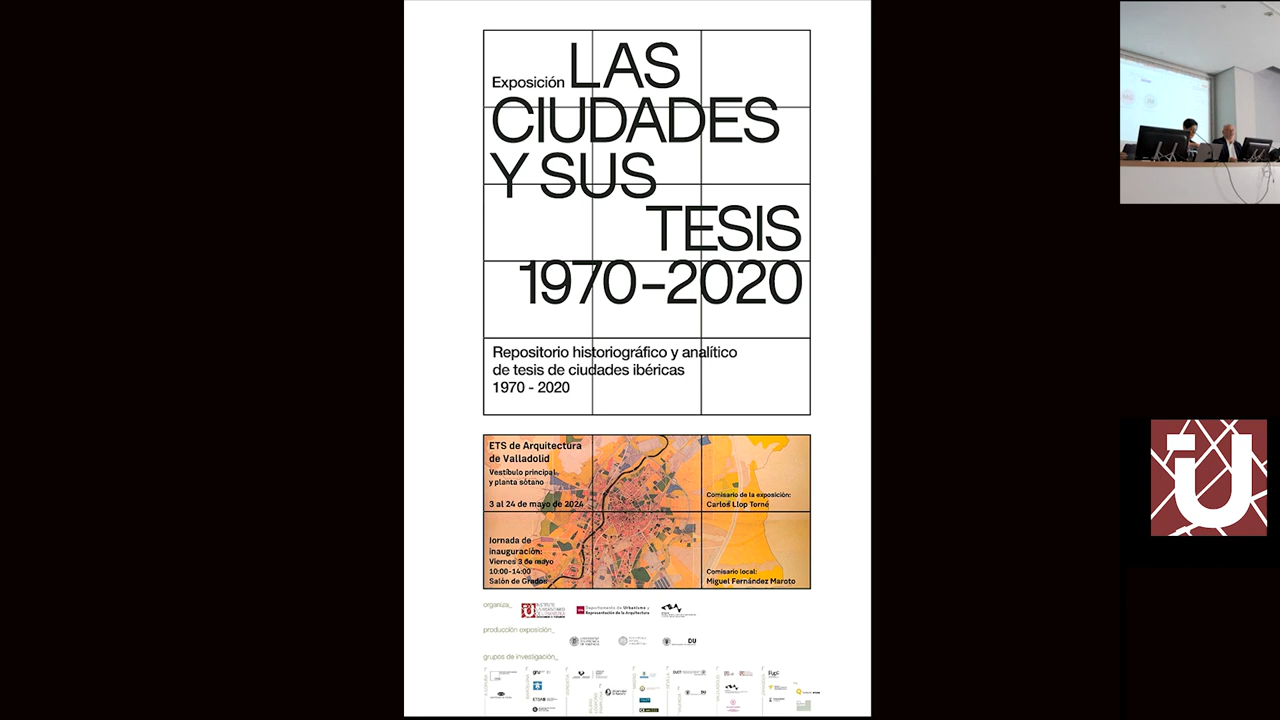 Exposición LAS
CIUDADES
Y SUS
TESIS
1970-2020
Repositorio historiográfico y analítico
de tesis de ciudades ibéricas
1970 - 2020
ETS de Arquitectura
de Valladolid
Vestíbulo principal
y planta sótano
3 al 24 de mayo de 2024
Jornada de
inauguración:
Viernes 3 de mayo
10:00-14:00
Salón de Grados
Comisario de la exposición:
Carlos Llop Torné
Comisario local:
Miguel Fernández Maroto
organiza_
Departamento de Urbanismo y
Representación de la Arquitectura
producción exposición_
DU
grupos de investigación_
U